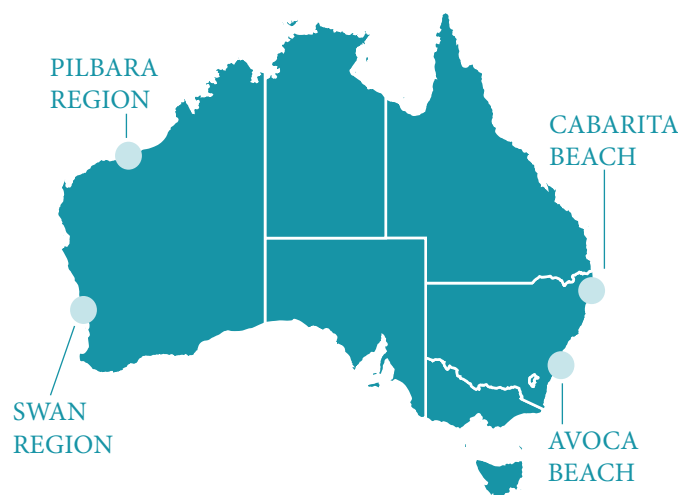 PILBARA
REGION
CABARITA
BEACH
SWAN
REGION
AVOCA
BEACH